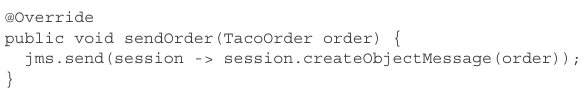 @Override
public void sendOrder(TacoOrder order) {
  jms.send(session -> session.createObjectMessage(order));
}